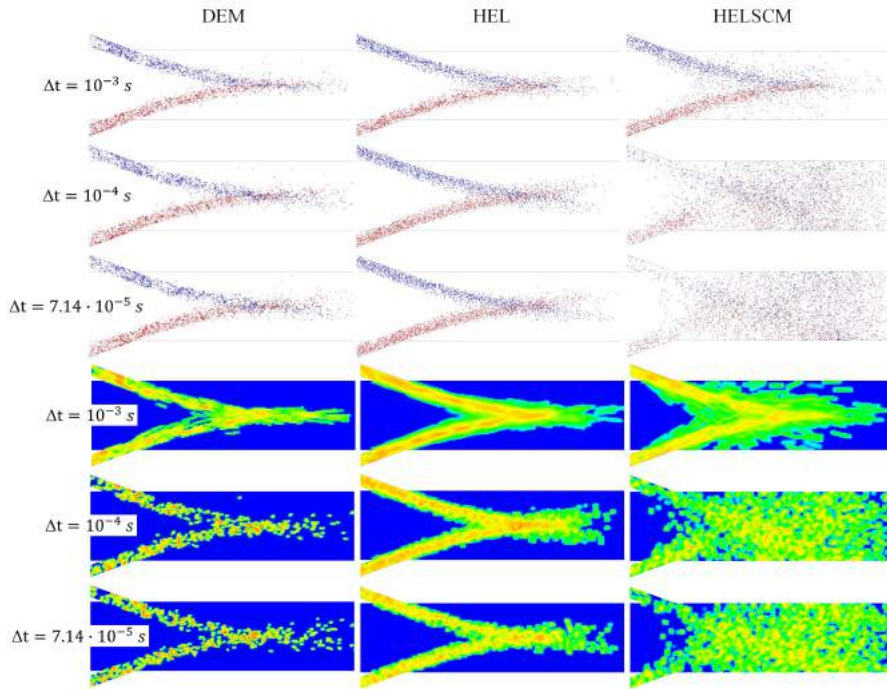 DEM HEL HELSCM
Δt = 10⁻³ s
Δt = 10⁻⁴ s
Δt = 7.14 · 10⁻⁵ s
Δt = 10⁻³ s
Δt = 10⁻⁴ s
Δt = 7.14 · 10⁻⁵ s